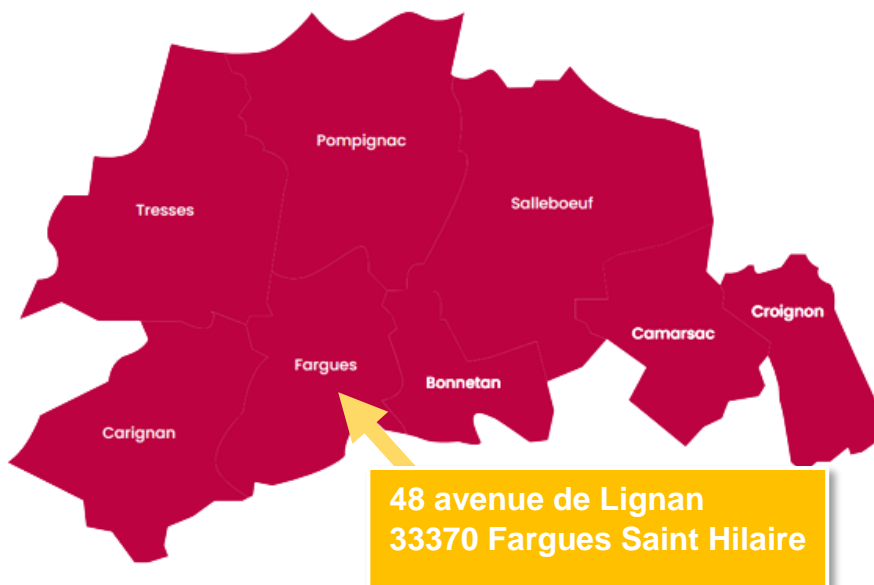 Pompignac
Tresses
Salleboeuf
Croignon
Camarsac
Fargues
Bonnetan
Carignan
48 avenue de Lignan
33370 Fargues Saint Hilaire